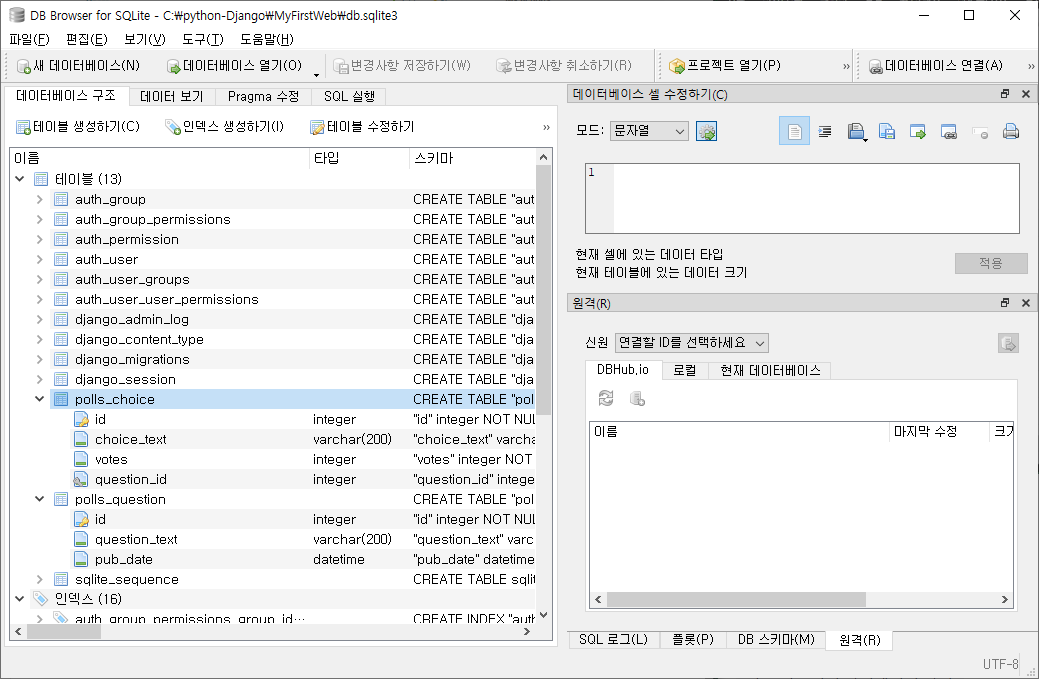 DB Browser for SQLite - C:₩python-Django₩MyFirstWeb₩db.sqlite3
파일(F) 편집(E) 보기(V) 도구(T) 도움말(H)
새 데이터베이스(N) 데이터베이스 열기(O) 변경사항 저장하기(W) 변경사항 취소하기(R) 프로젝트 열기(P) » 데이터베이스 연결(A) »
데이터베이스 구조 데이터 보기 Pragma 수정 SQL 실행
테이블 생성하기(C) 인덱스 생성하기(I) 테이블 수정하기 »
이름 타입 스키마
테이블 (13)
auth_group CREATE TABLE "aut
auth_group_permissions CREATE TABLE "aut
auth_permission CREATE TABLE "aut
auth_user CREATE TABLE "aut
auth_user_groups CREATE TABLE "aut
auth_user_user_permissions CREATE TABLE "aut
django_admin_log CREATE TABLE "dja
django_content_type CREATE TABLE "dja
django_migrations CREATE TABLE "dja
django_session CREATE TABLE "dja
polls_choice CREATE TABLE "pol
id integer "id" integer NOT NUL
choice_text varchar(200) "choice_text" varcha
votes integer "votes" integer NOT
question_id integer "question_id" intege
polls_question CREATE TABLE "pol
id integer "id" integer NOT NUL
question_text varchar(200) "question_text" varc
pub_date datetime "pub_date" datetime
sqlite_sequence CREATE TABLE sqlit
인덱스 (16)
auth_group_permissions_group_id… CREATE INDEX "auth
데이터베이스 셀 수정하기(C)
모드: 문자열
1
현재 셀에 있는 데이터 타입
현재 테이블에 있는 데이터 크기
적용
원격(R)
신원 연결할 ID를 선택하세요
DBHub.io 로컬 현재 데이터베이스
이름 마지막 수정 크기
SQL 로그(L) 플롯(P) DB 스키마(M) 원격(R)
UTF-8